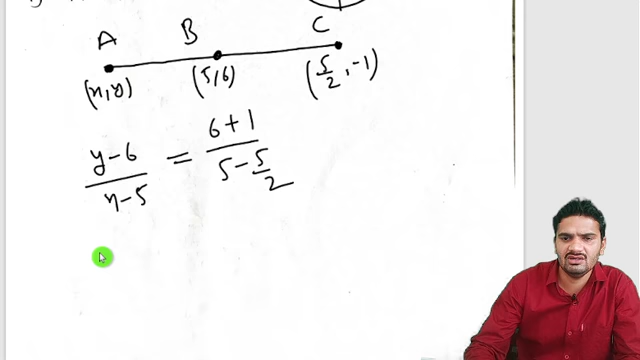 A B C
(x,y) (5,6) (5/2,-1)
y-6/x-5 = 6+1/5-5/2